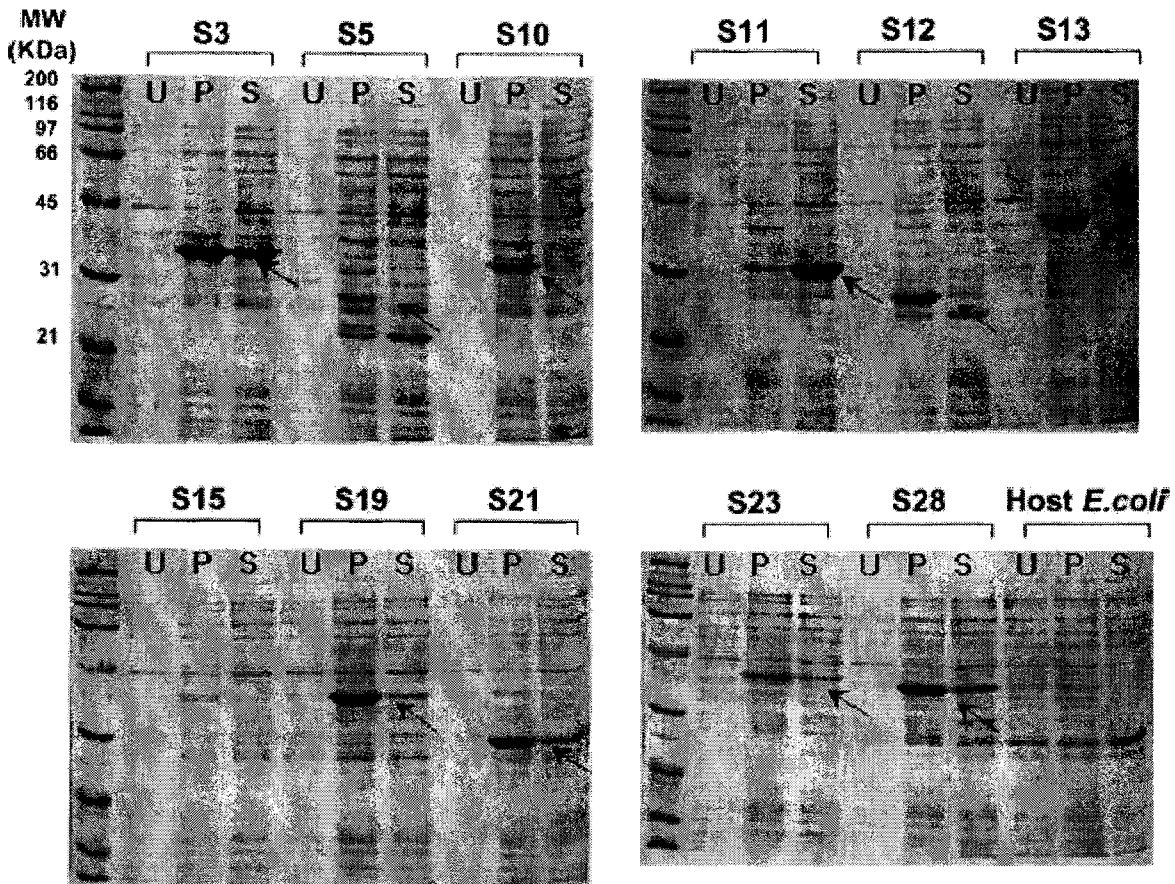 MW
(KDa)
S3 S5 S10
U P S U P S U P S
200
116
97
66
45
31
21
S11 S12 S13
U P S U P S U P S
S15 S19 S21
U P S U P S U P S
S23 S28 Host E.coli
U P S U P S U P S